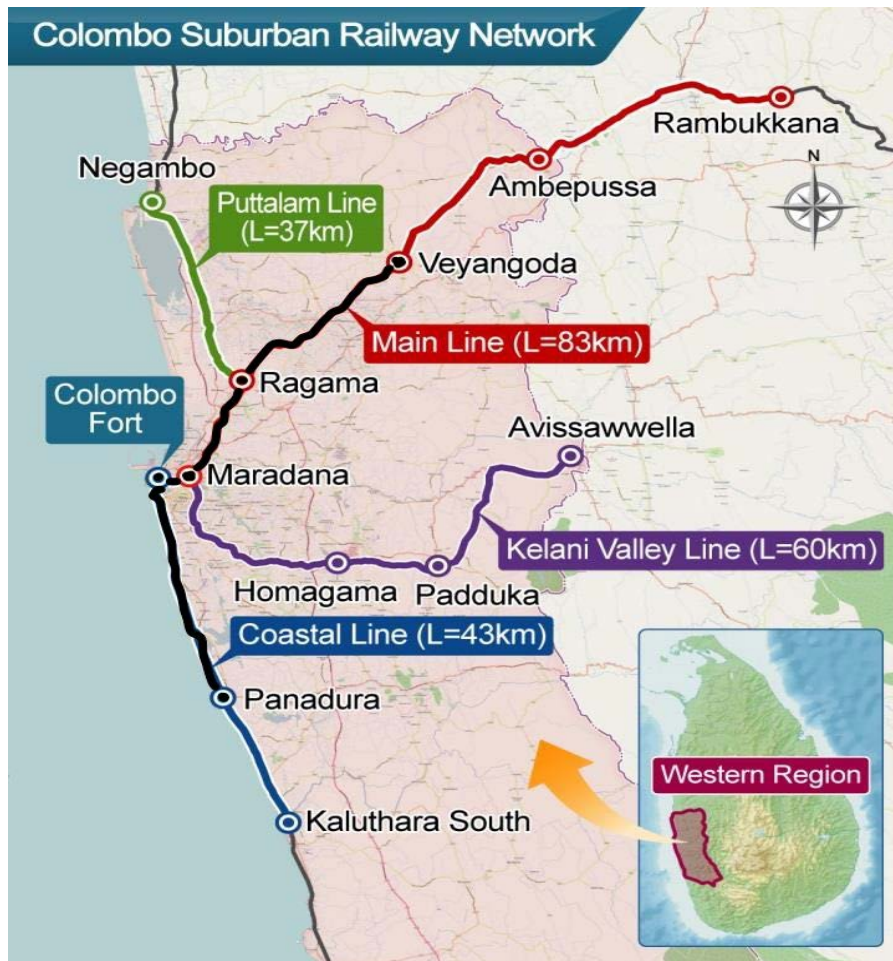 Colombo Suburban Railway Network
Rambukkana
N
Negambo
Ambepussa
Puttalam Line
(L=37km)
Veyangoda
Main Line (L=83km)
Ragama
Colombo
Fort
Avissawwella
Maradana
Kelani Valley Line (L=60km)
Homagama
Padduka
Coastal Line (L=43km)
Panadura
Western Region
Kaluthara South